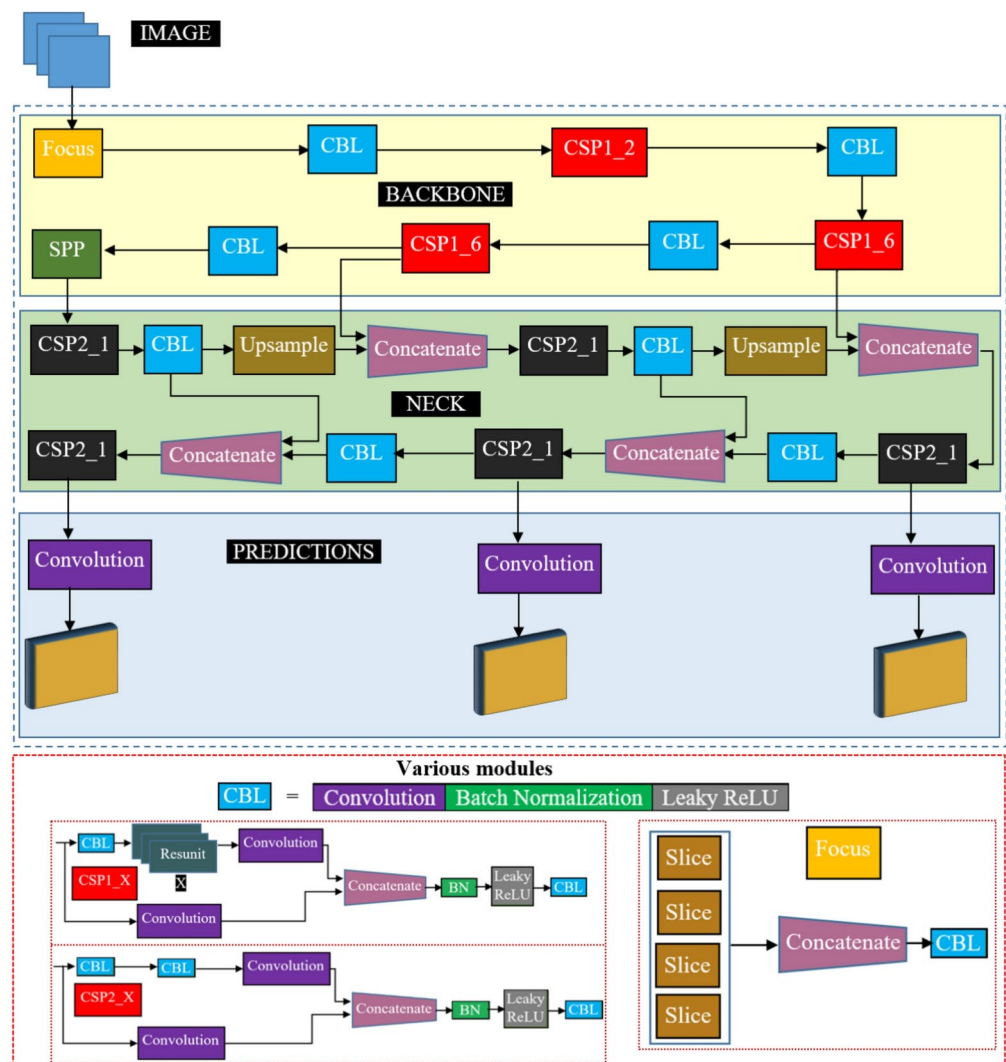 IMAGE
Focus
CBL
CSP1_2
CBL
BACKBONE
SPP
CBL
CSP1_6
CBL
CSP1_6
CSP2_1
CBL
Upsample
Concatenate
CSP2_1
CBL
Upsample
Concatenate
NECK
CSP2_1
Concatenate
CBL
CSP2_1
Concatenate
CBL
CSP2_1
PREDICTIONS
Convolution
Convolution
Convolution
Various modules
CBL = Convolution Batch Normalization Leaky ReLU
CBL
Resunit
X
Convolution
CSP1_X
Convolution
Concatenate
BN
Leaky
ReLU
CBL
CBL
CBL
Convolution
CSP2_X
Convolution
Concatenate
BN
Leaky
ReLU
CBL
Slice
Slice
Slice
Slice
Focus
Concatenate
CBL